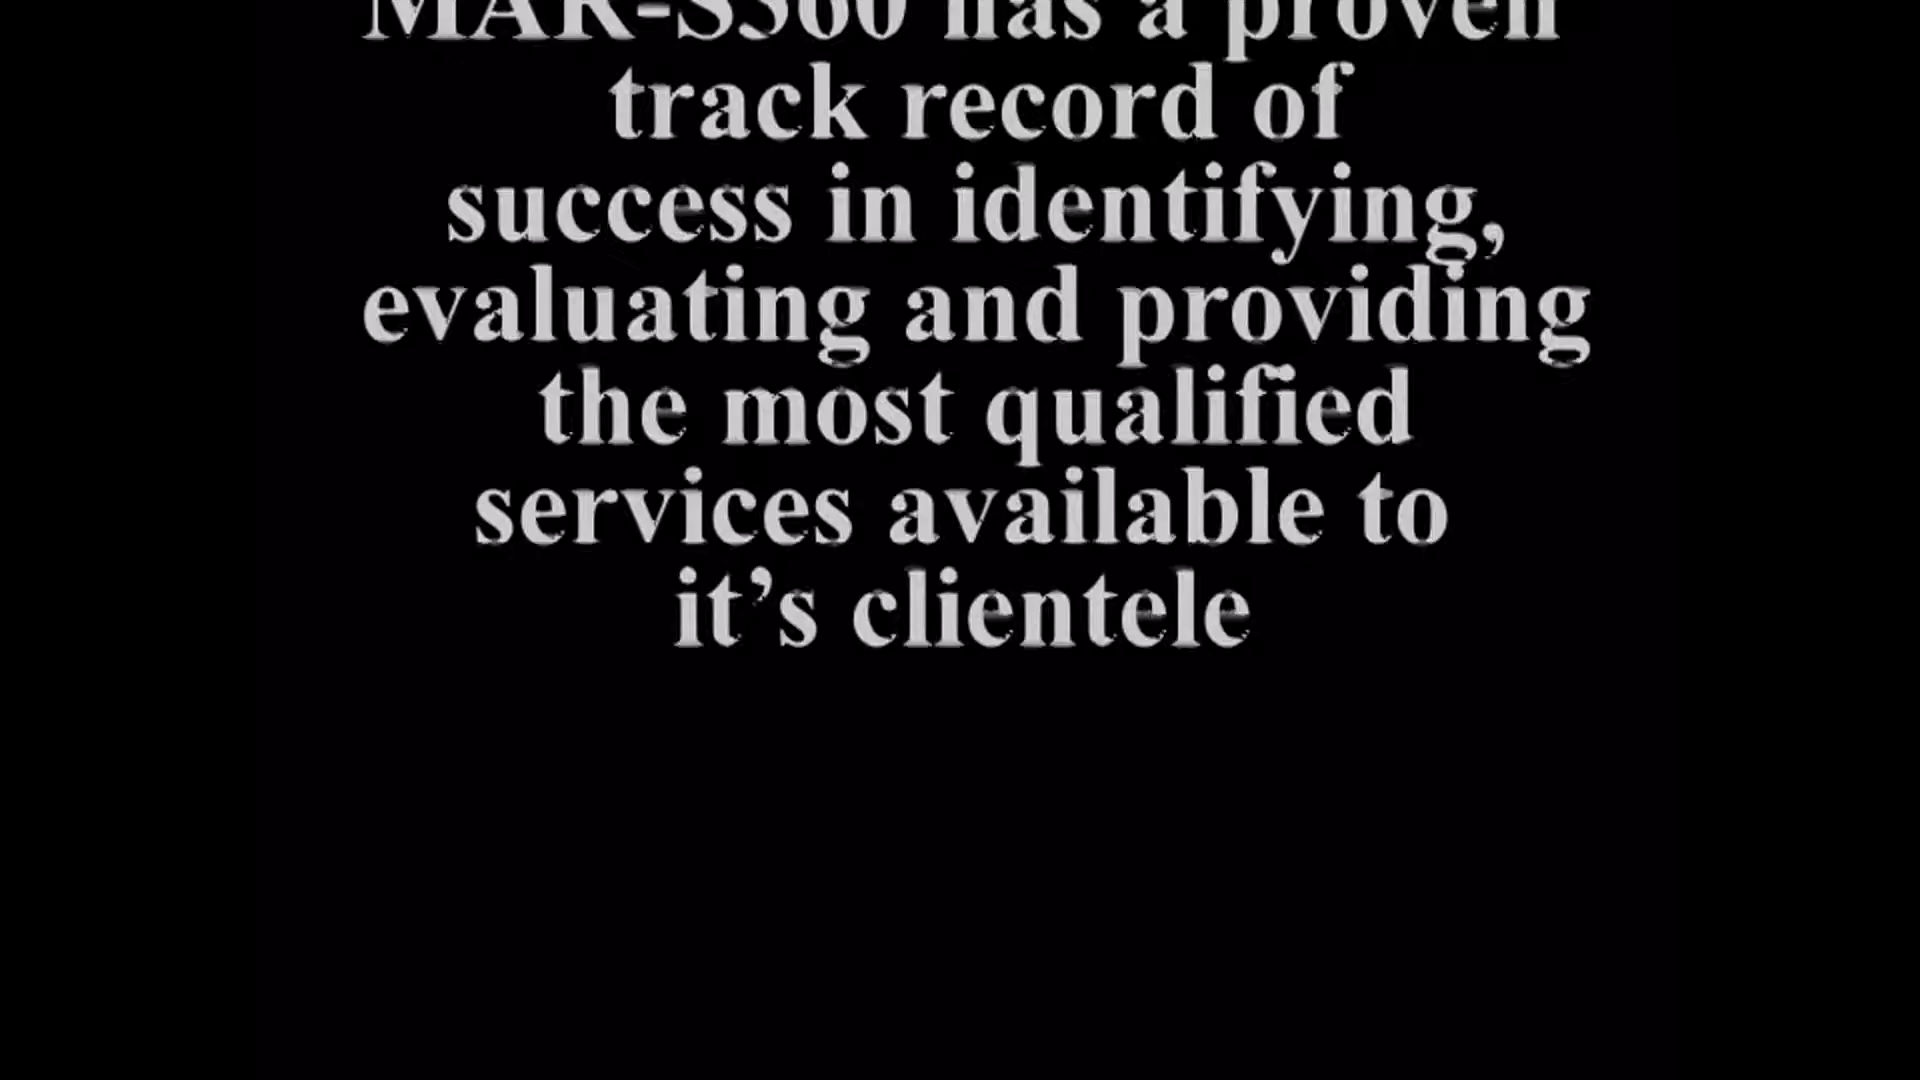 MAR-S360 has a proven
track record of
success in identifying,
evaluating and providing
the most qualified
services available to
it’s clientele